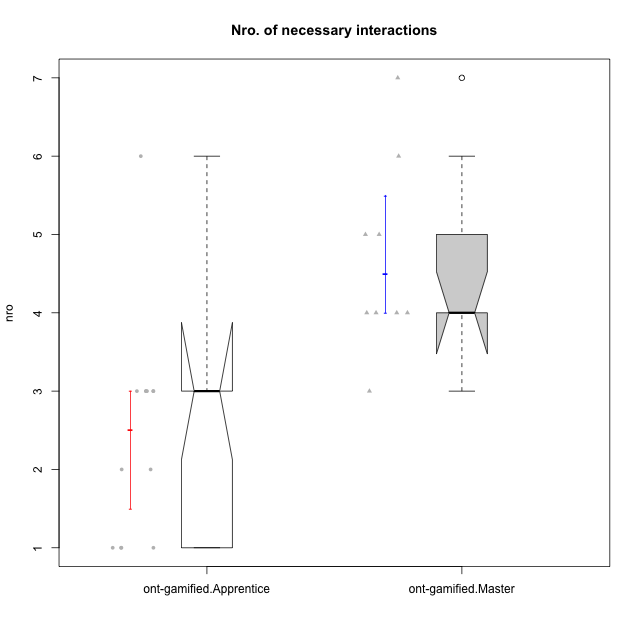 Nro. of necessary interactions
nro
7
6
5
4
3
2
1
ont-gamified.Apprentice
ont-gamified.Master